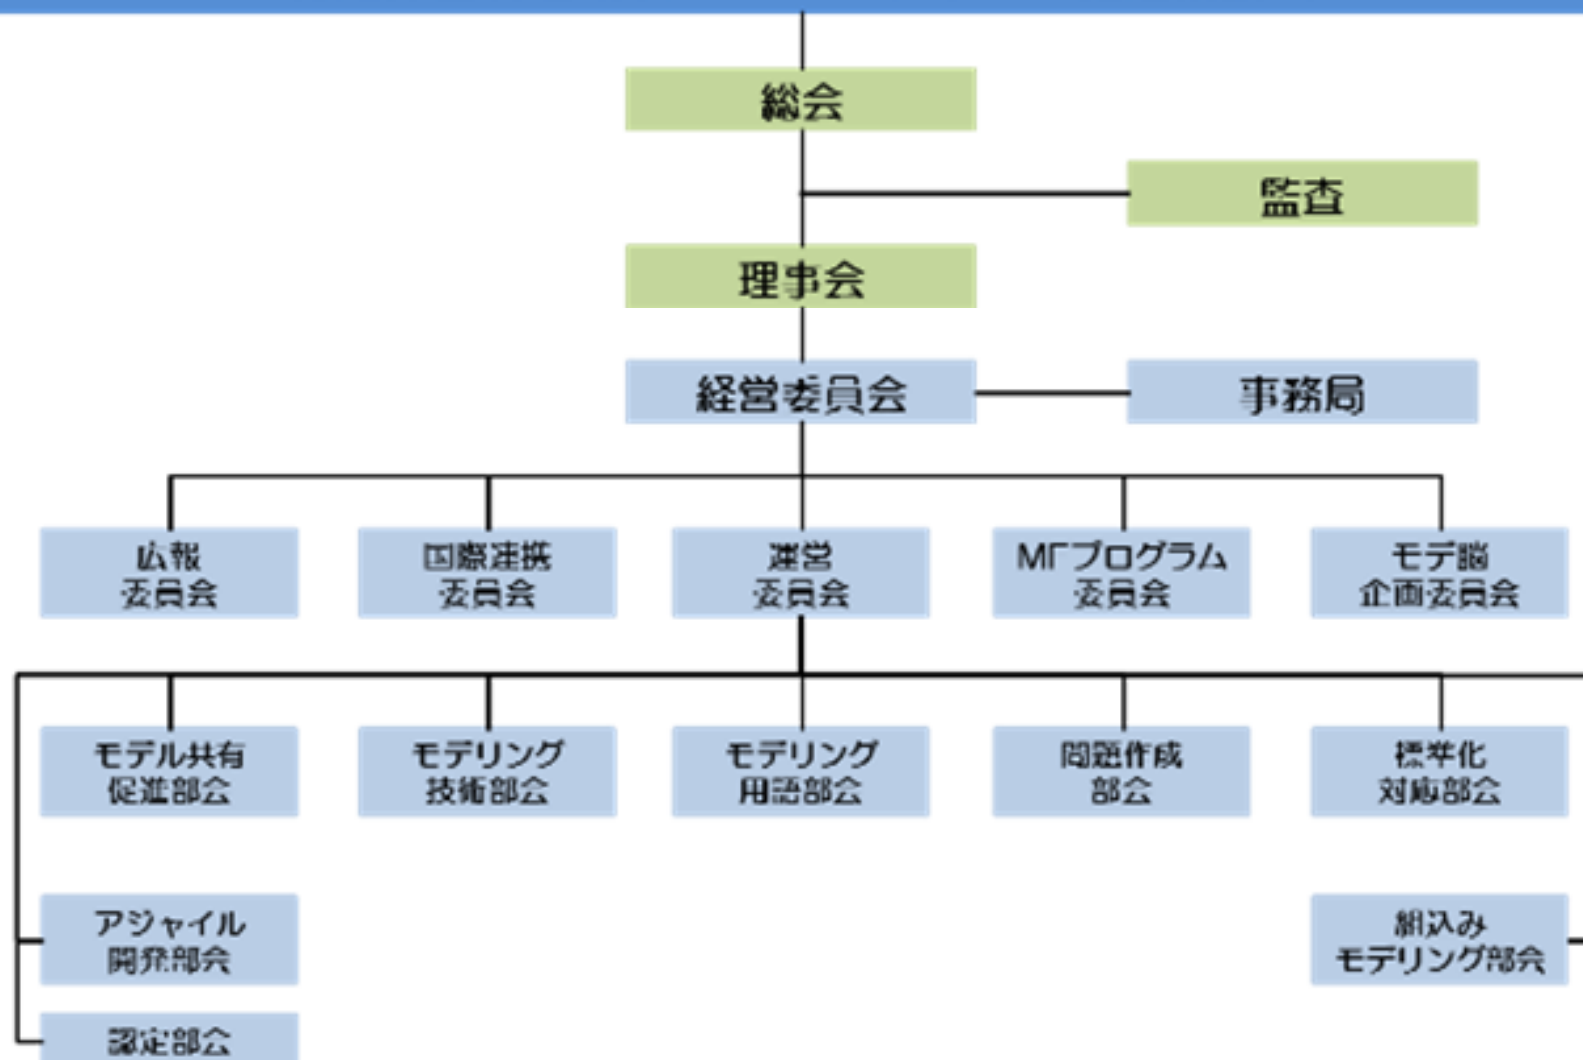 総会
監査
理事会
経営委員会
事務局
広報
委員会
国際連携
委員会
運営
委員会
MFプログラム
委員会
モデ脳
企画委員会
モデル共有
促進部会
モデリング
技術部会
モデリング
用語部会
問題作成
部会
標準化
対応部会
アジャイル
開発部会
組込み
モデリング部会
認定部会